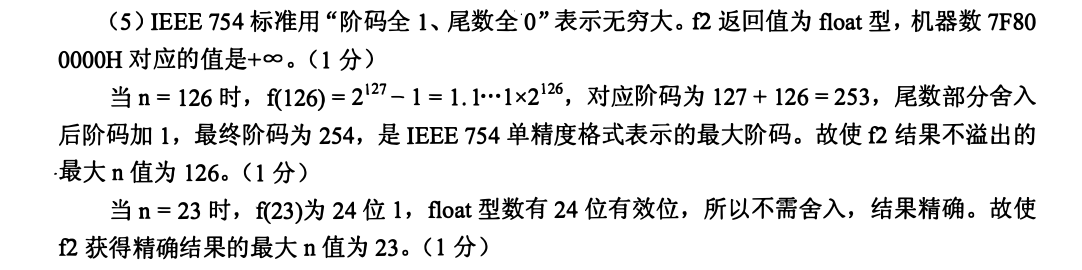 （5）IEEE 754 标准用“阶码全 1、尾数全 0”表示无穷大。f2 返回值为 float 型，机器数 7F80
0000H 对应的值是+∞。（1 分）
当 n = 126 时，f(126) = 2¹²⁷ – 1 = 1. 1⋯1×2¹²⁶，对应阶码为 127 + 126 = 253，尾数部分舍入
后阶码加 1，最终阶码为 254，是 IEEE 754 单精度格式表示的最大阶码。故使 f2 结果不溢出的
最大 n 值为 126。（1 分）
当 n = 23 时，f(23)为 24 位 1，float 型数有 24 位有效位，所以不需舍入，结果精确。故使
f2 获得精确结果的最大 n 值为 23。（1 分）